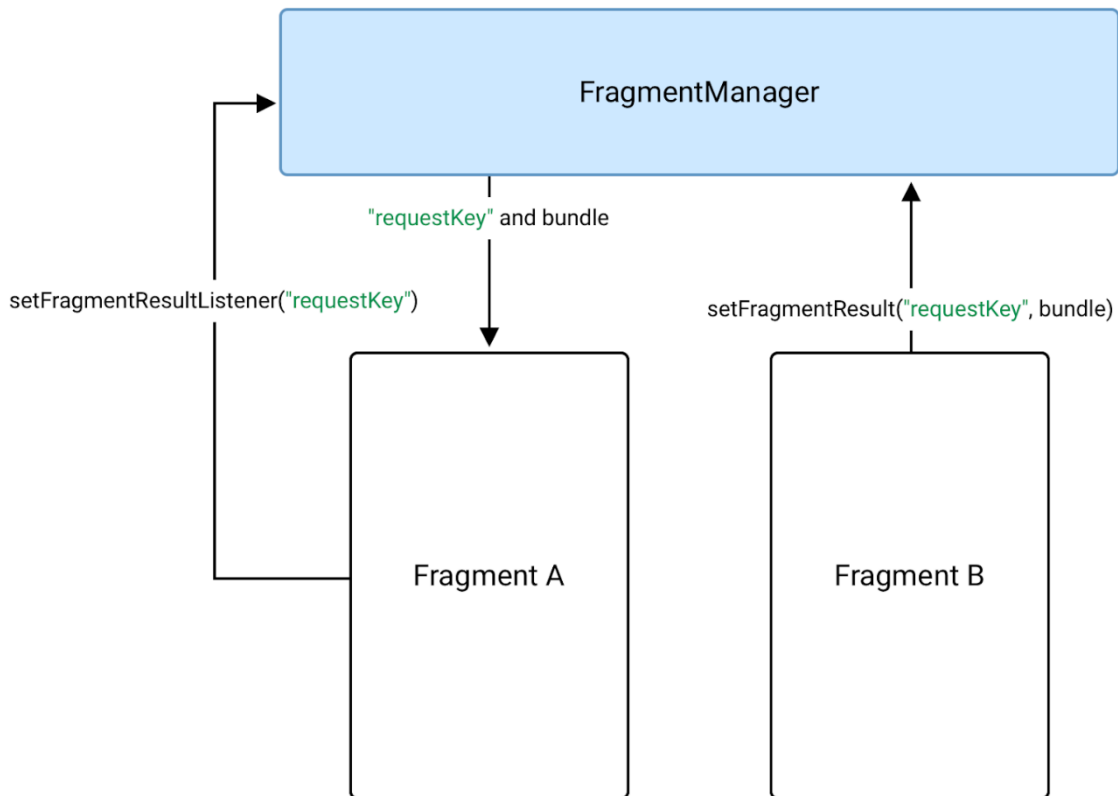 FragmentManager
"requestKey" and bundle
setFragmentResultListener("requestKey")
setFragmentResult("requestKey", bundle)
Fragment A
Fragment B